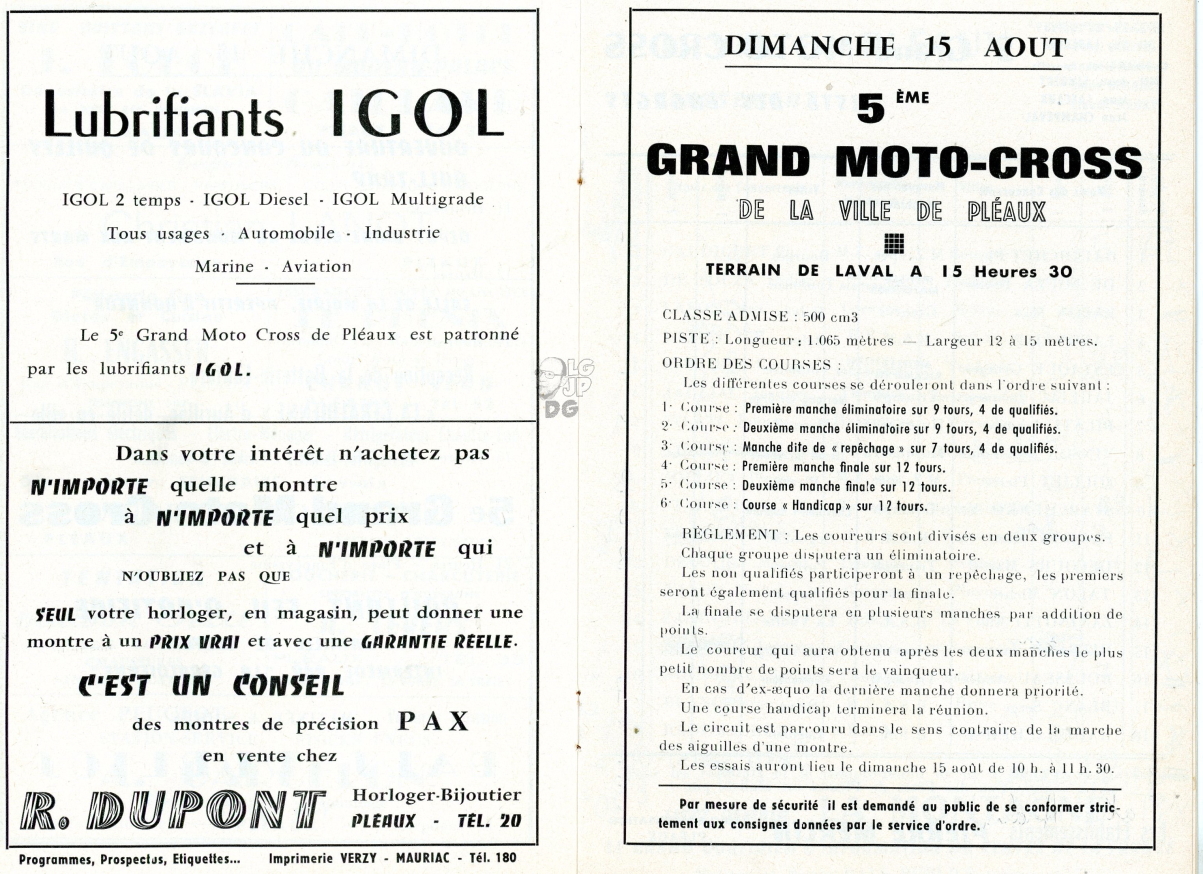 Lubrifiants IGOL
IGOL 2 temps - IGOL Diesel - IGOL Multigrade
Tous usages - Automobile - Industrie
Marine - Aviation
Le 5e Grand Moto Cross de Pléaux est patronné
par les lubrifiants IGOL.
Dans votre intérêt n'achetez pas
N'IMPORTE quelle montre
à N'IMPORTE quel prix
et à N'IMPORTE qui
N'OUBLIEZ PAS QUE
SEUL votre horloger, en magasin, peut donner une
montre à un PRIX VRAI et avec une GARANTIE RÉELLE.
C'EST UN CONSEIL
des montres de précision PAX
en vente chez
R. DUPONT Horloger-Bijoutier
PLÉAUX - TÉL. 20
Programmes, Prospectus, Etiquettes... Imprimerie VERZY - MAURIAC - Tél. 180
DIMANCHE 15 AOUT
5 ÈME
GRAND MOTO-CROSS
DE LA VILLE DE PLÉAUX
TERRAIN DE LAVAL A 15 Heures 30
CLASSE ADMISE : 500 cm3
PISTE : Longueur : 1.065 mètres — Largeur 12 à 15 mètres.
ORDRE DES COURSES :
Les différentes courses se dérouleront dans l'ordre suivant :
1e Course : Première manche éliminatoire sur 9 tours, 4 de qualifiés.
2e Course : Deuxième manche éliminatoire sur 9 tours, 4 de qualifiés.
3e Course : Manche dite de « repêchage » sur 7 tours, 4 de qualifiés.
4e Course : Première manche finale sur 12 tours.
5e Course : Deuxième manche finale sur 12 tours.
6e Course : Course « Handicap » sur 12 tours.
RÈGLEMENT : Les coureurs sont divisés en deux groupes.
Chaque groupe disputera un éliminatoire.
Les non qualifiés participeront à un repêchage, les premiers
seront également qualifiés pour la finale.
La finale se disputera en plusieurs manches par addition de
points.
Le coureur qui aura obtenu après les deux manches le plus
petit nombre de points sera le vainqueur.
En cas d'ex-æquo la dernière manche donnera priorité.
Une course handicap terminera la réunion.
Le circuit est parcouru dans le sens contraire de la marche
des aiguilles d'une montre.
Les essais auront lieu le dimanche 15 août de 10 h. à 11 h. 30.
Par mesure de sécurité il est demandé au public de se conformer stric-
tement aux consignes données par le service d'ordre.
LG
JP
DG